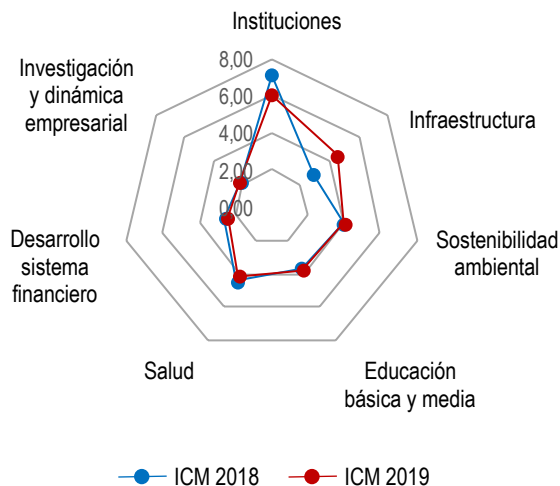 Instituciones
8,00
6,00
4,00
2,00
0,00
Investigación
y dinámica
empresarial
Infraestructura
Desarrollo
sistema
financiero
Sostenibilidad
ambiental
Salud
Educación
básica y media
ICM 2018
ICM 2019